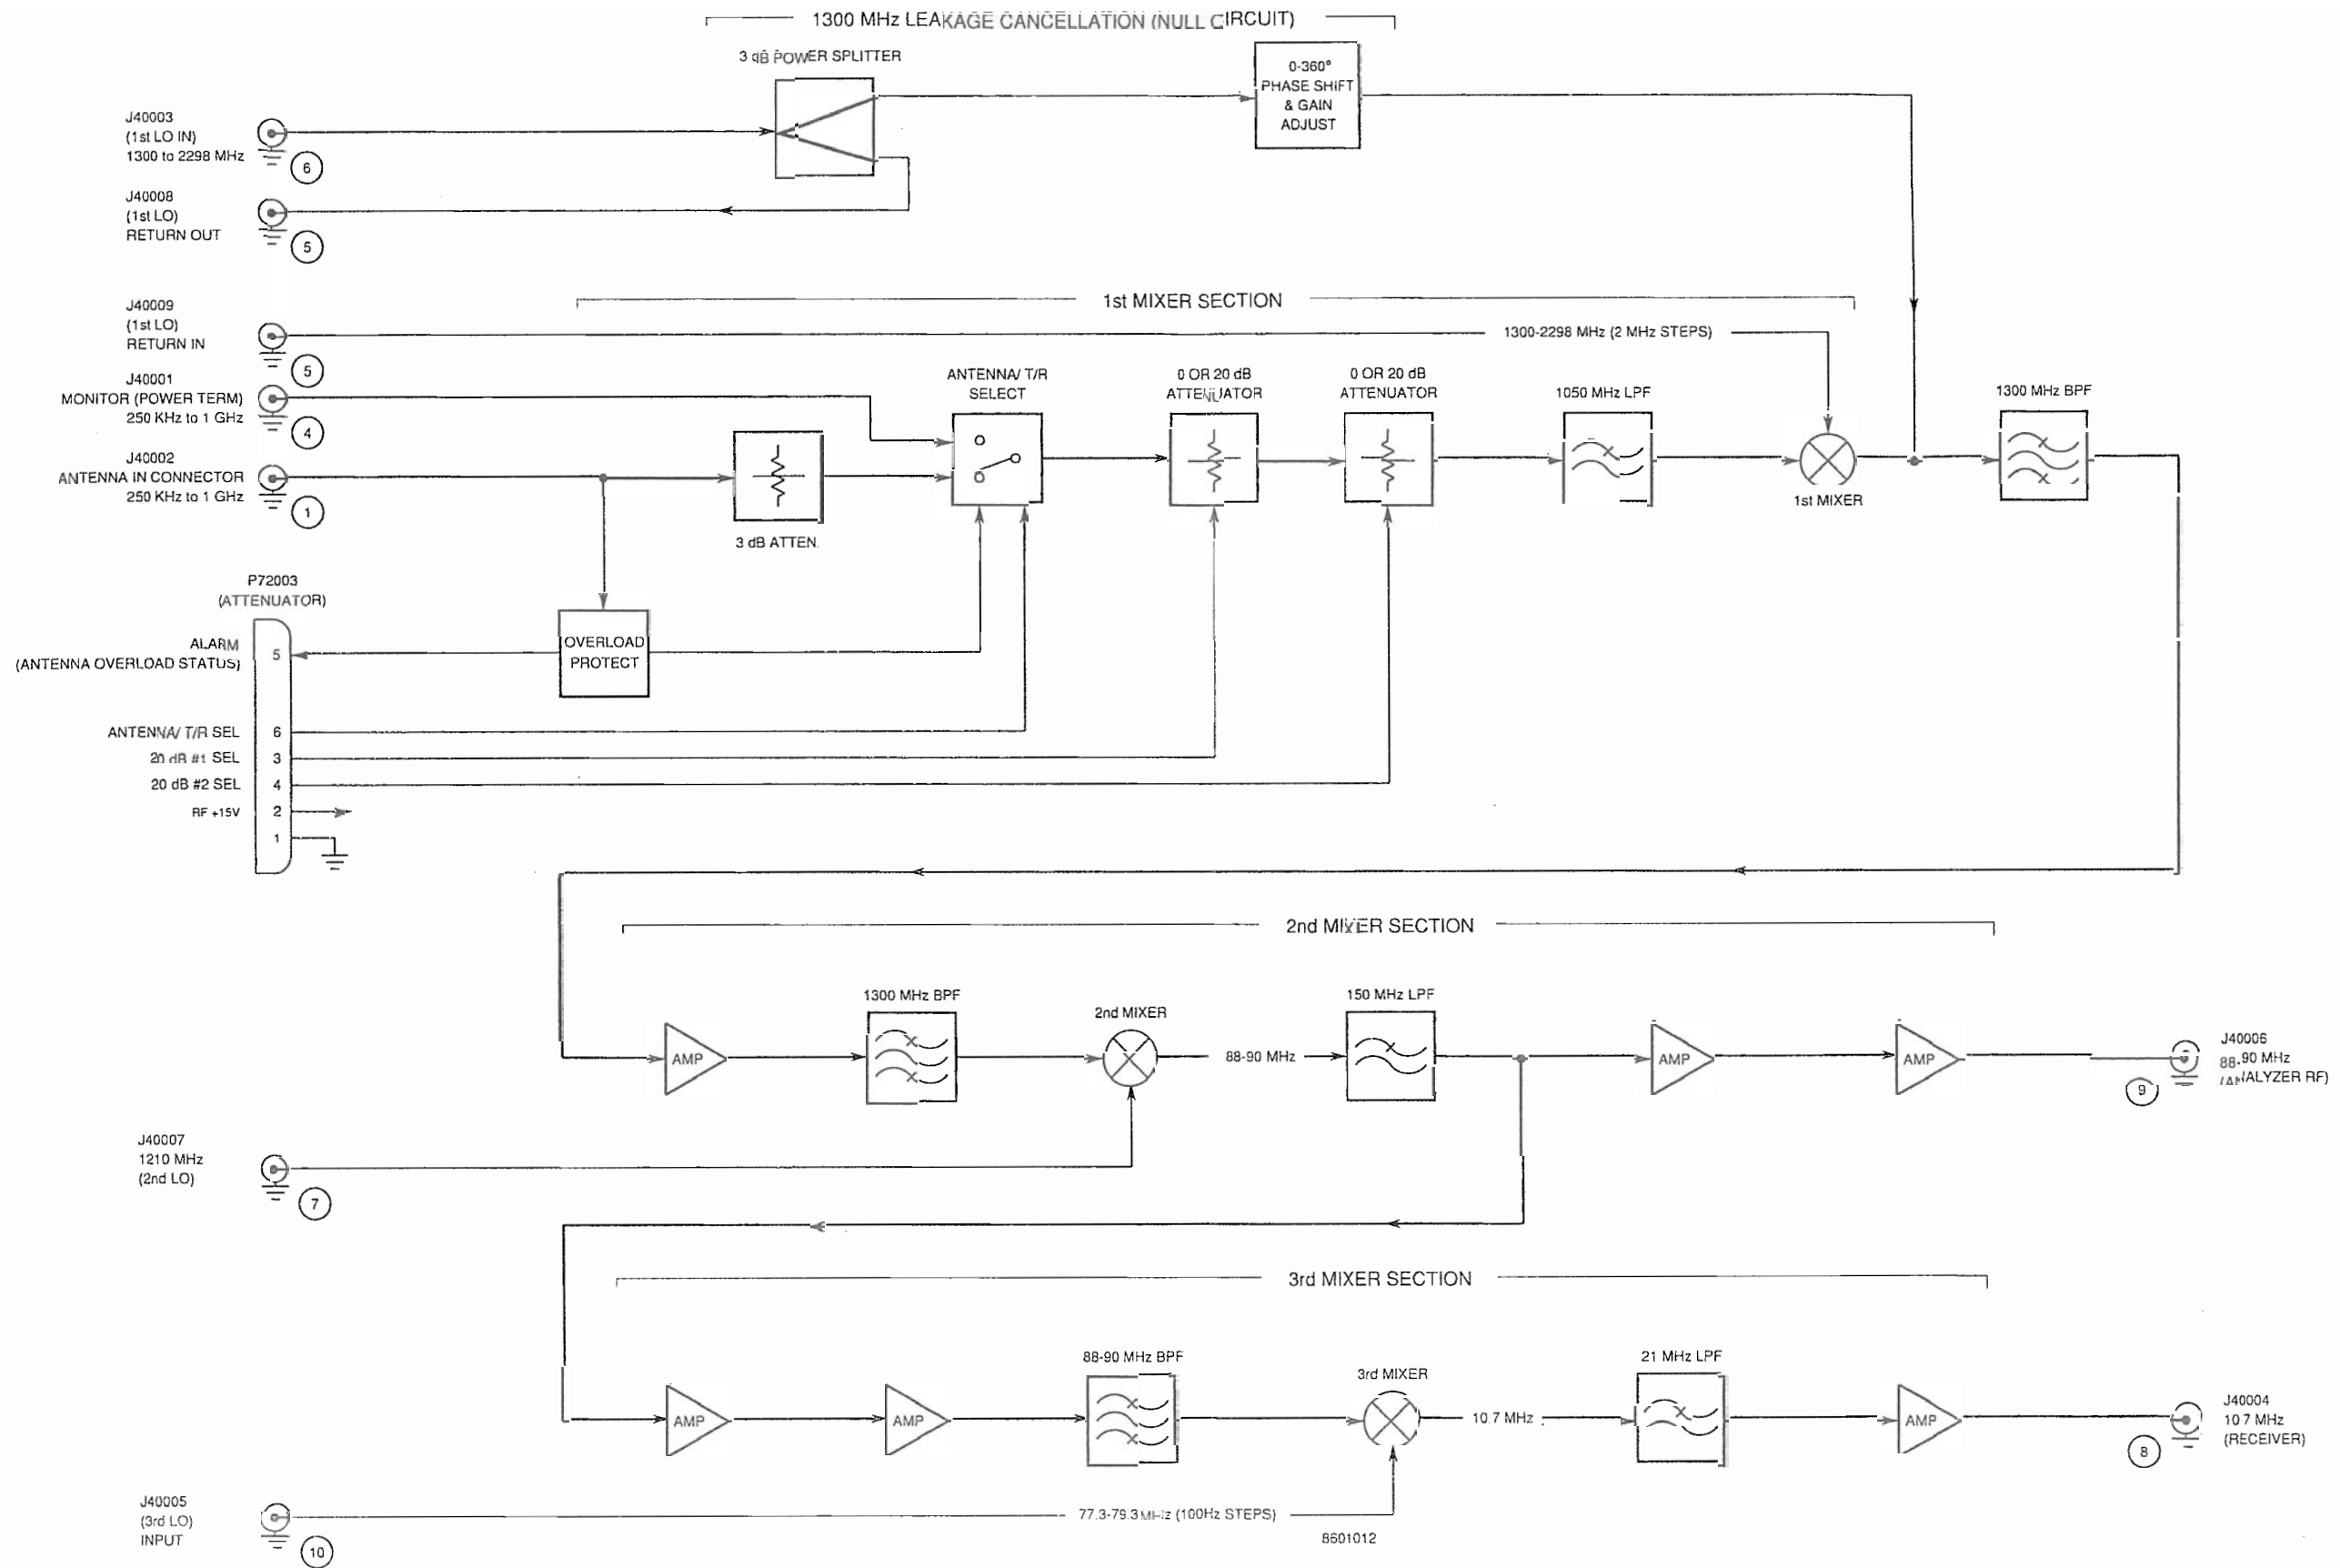 1300 MHz LEAKAGE CANCELLATION (NULL CIRCUIT)
3 dB POWER SPLITTER
0-360°
PHASE SHIFT
& GAIN
ADJUST
J40003
(1st LO IN)
1300 to 2298 MHz
6
J40008
(1st LO)
RETURN OUT
5
1st MIXER SECTION
J40009
(1st LO)
RETURN IN
5
1300-2298 MHz (2 MHz STEPS)
J40001
MONITOR (POWER TERM)
250 KHz to 1 GHz
4
ANTENNA/ T/R
SELECT
0 OR 20 dB
ATTENUATOR
0 OR 20 dB
ATTENUATOR
1050 MHz LPF
1300 MHz BPF
1st MIXER
J40002
ANTENNA IN CONNECTOR
250 KHz to 1 GHz
1
3 dB ATTEN.
P72003
(ATTENUATOR)
ALARM
(ANTENNA OVERLOAD STATUS)
5
OVERLOAD
PROTECT
ANTENNA/ T/R SEL
6
20 dB #1 SEL
3
20 dB #2 SEL
4
RF +15V
2
1
2nd MIXER SECTION
1300 MHz BPF
2nd MIXER
150 MHz LPF
AMP
88-90 MHz
AMP
AMP
J40006
88-90 MHz
(ANALYZER RF)
9
J40007
1210 MHz
(2nd LO)
7
3rd MIXER SECTION
88-90 MHz BPF
3rd MIXER
21 MHz LPF
AMP
AMP
10.7 MHz
AMP
J40004
10 7 MHz
(RECEIVER)
8
J40005
(3rd LO)
INPUT
10
77.3-79.3 MHz (100Hz STEPS)
8601012